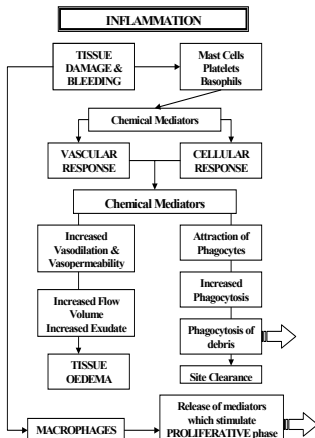 INFLAMMATION
TISSUE
DAMAGE &
BLEEDING
Mast Cells
Platelets
Basophils
Chemical Mediators
VASCULAR
RESPONSE
CELLULAR
RESPONSE
Chemical Mediators
Increased
Vasodilation &
Vasopermeability
Attraction of
Phagocytes
Increased
Phagocytosis
Increased Flow
Volume
Increased Exudate
Phagocytosis of
debris
TISSUE
OEDEMA
Site Clearance
MACROPHAGES
Release of mediators
which stimulate
PROLIFERATIVE phase